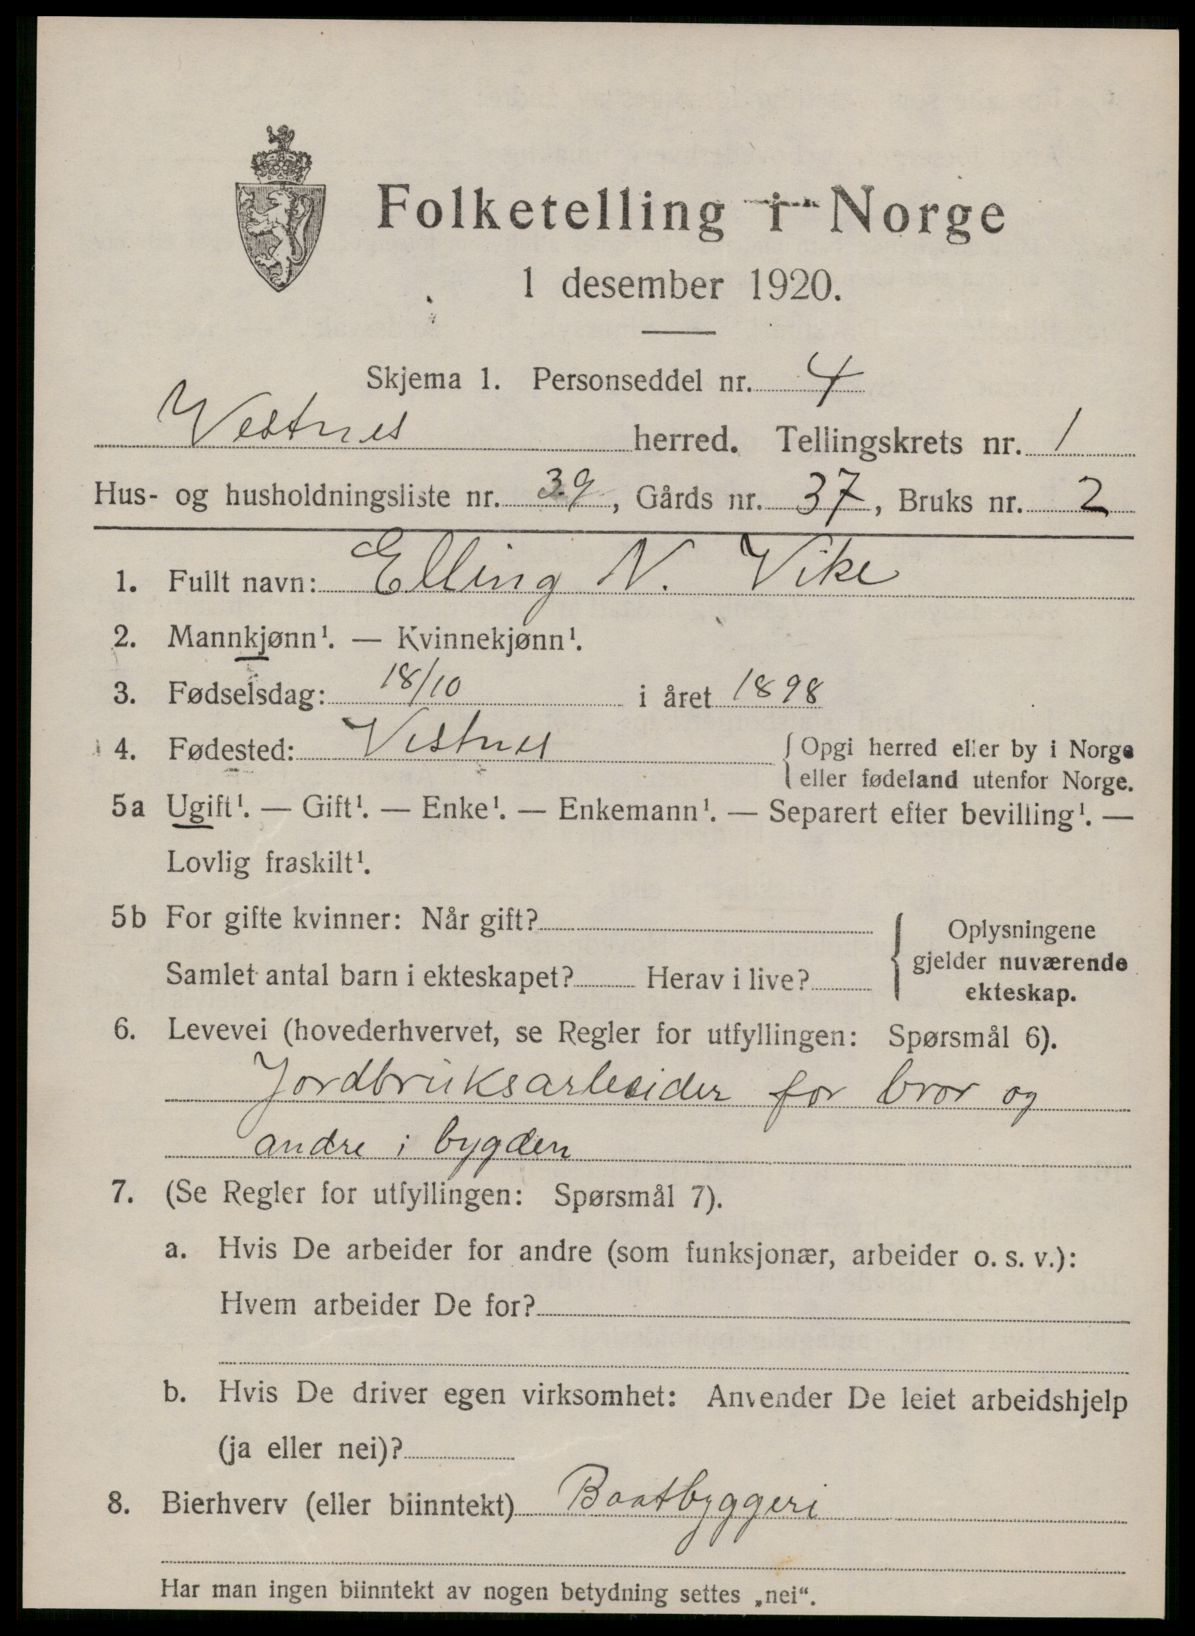 Folketelling i Norge
1 desember 1920.
Skjema 1. Personseddel nr. 4
Vestnes herred. Tellingskrets nr. 1
Hus- og husholdningsliste nr. 39, Gårds nr. 37, Bruks nr. 2
1. Fullt navn: Elling N. Vike
2. Mannkjønn¹. — Kvinnekjønn¹.
3. Fødselsdag: 18/10 i året 1898
4. Fødested: Vestnes { Opgi herred eller by i Norge
eller fødeland utenfor Norge.
5a Ugift¹. — Gift¹. — Enke¹. — Enkemann¹. — Separert efter bevilling¹. —
Lovlig fraskilt¹.
5b For gifte kvinner: Når gift?
Samlet antal barn i ekteskapet? Herav i live?
Oplysningene
gjelder nuværende
ekteskap.
6. Levevei (hovederhvervet, se Regler for utfyllingen: Spørsmål 6).
Jordbruksarbeider for bror og
andre i bygden
7. (Se Regler for utfyllingen: Spørsmål 7).
a. Hvis De arbeider for andre (som funksjonær, arbeider o. s. v.):
Hvem arbeider De for?
b. Hvis De driver egen virksomhet: Anvender De leiet arbeidshjelp
(ja eller nei)?
8. Bierhverv (eller biinntekt) Baatbyggeri
Har man ingen biinntekt av nogen betydning settes „nei“.